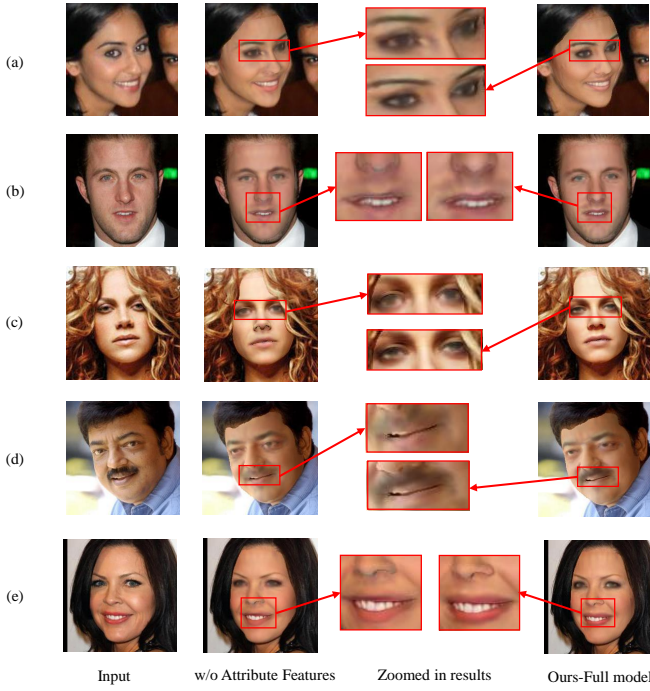 (a)
(b)
(c)
(d)
(e)
Input w/o Attribute Features Zoomed in results Ours-Full model